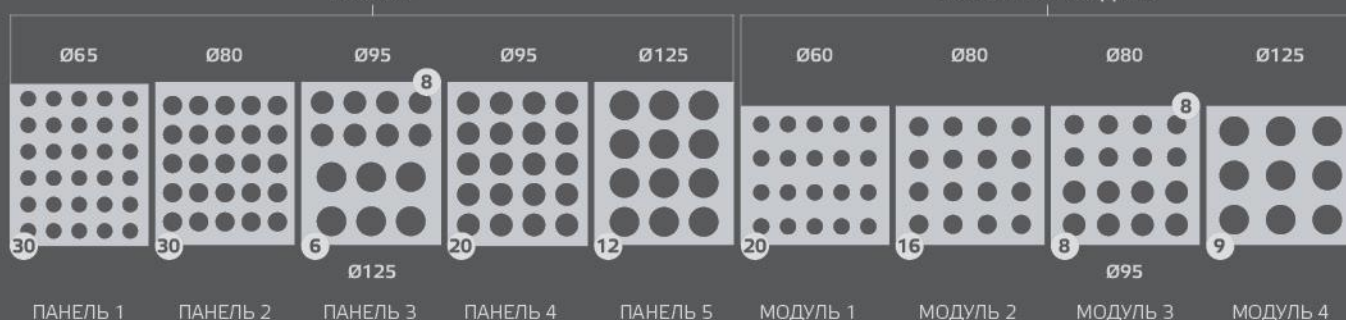 Ø65 Ø80 Ø95 Ø95 Ø125 Ø60 Ø80 Ø80 Ø125
8 8
30 30 6 20 12 20 16 8 9
Ø125 Ø95
ПАНЕЛЬ 1 ПАНЕЛЬ 2 ПАНЕЛЬ 3 ПАНЕЛЬ 4 ПАНЕЛЬ 5 МОДУЛЬ 1 МОДУЛЬ 2 МОДУЛЬ 3 МОДУЛЬ 4